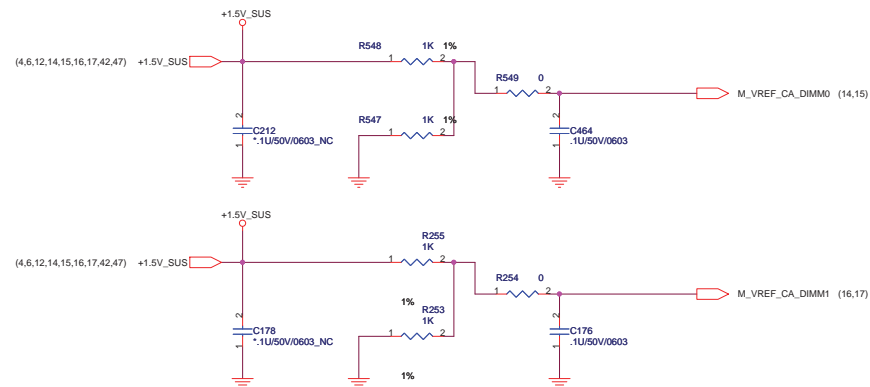 +1.5V_SUS
(4,6,12,14,15,16,17,42,47) +1.5V_SUS
R548 1K 1%
1 2
R549 0
1 2
M_VREF_CA_DIMM0 (14,15)
R547 1K 1%
1 2
2
C212
*.1U/50V/0603_NC
1
2
C464
.1U/50V/0603
1
+1.5V_SUS
(4,6,12,14,15,16,17,42,47) +1.5V_SUS
R255
1K
1 2
1%
R254 0
1 2
M_VREF_CA_DIMM1 (16,17)
R253
1K
1 2
1%
2
C178
*.1U/50V/0603_NC
1
2
C176
.1U/50V/0603
1